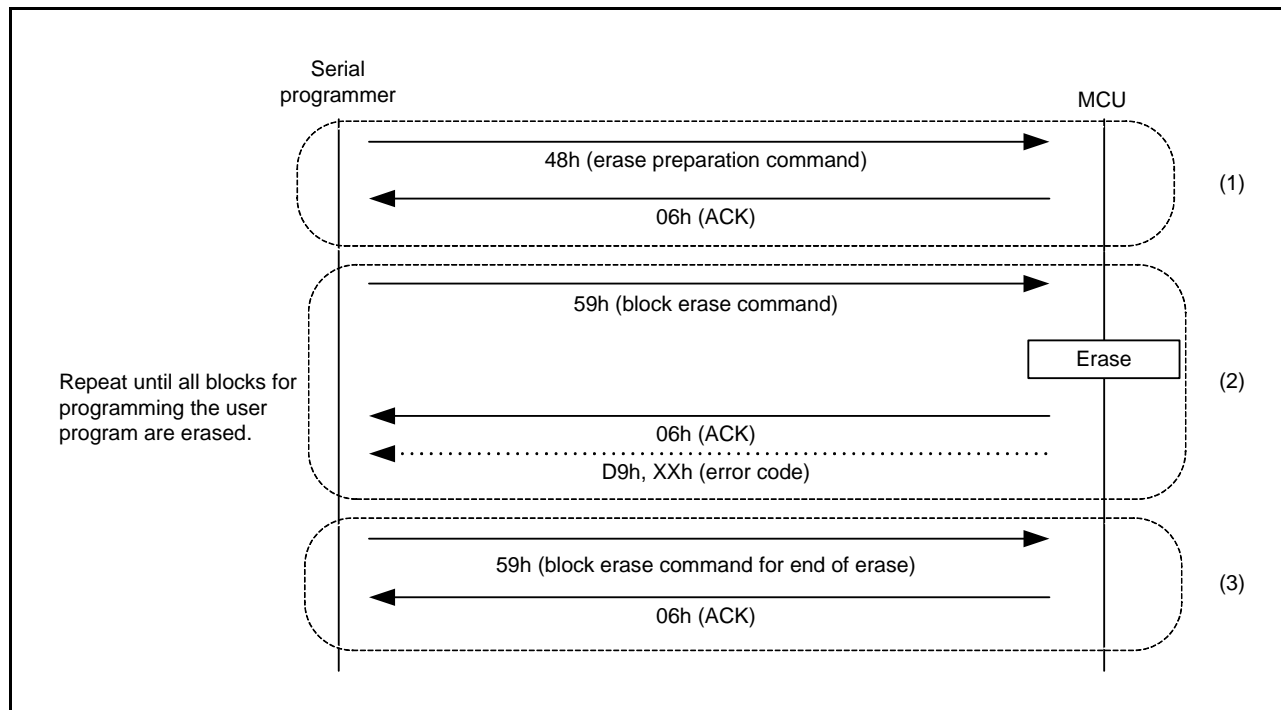 Serial
programmer
MCU
48h (erase preparation command)
(1)
06h (ACK)
59h (block erase command)
Erase
(2)
Repeat until all blocks for
programming the user
program are erased.
06h (ACK)
D9h, XXh (error code)
59h (block erase command for end of erase)
(3)
06h (ACK)